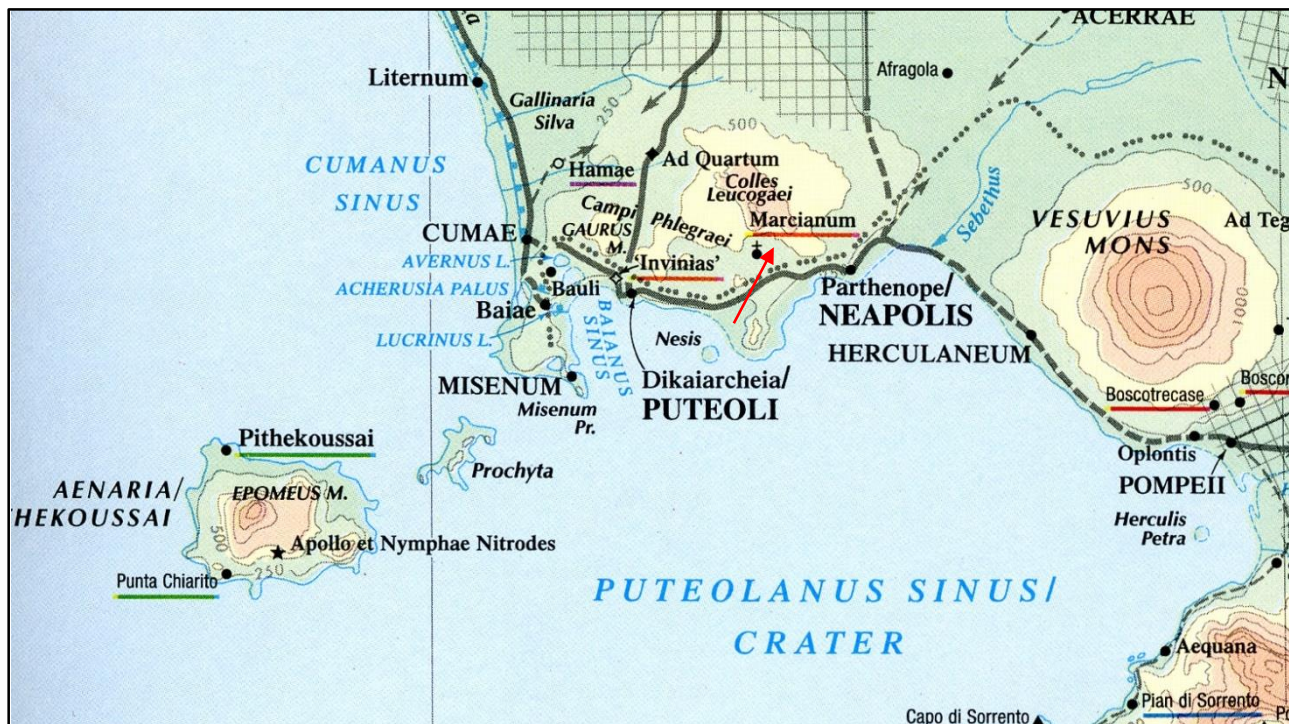 ACERRAE
Afragola
Liternum
Gallinaria
Silva
250
500
CUMANUS
SINUS
Hamae
Ad Quartum
Colles
Leucogaei
Campi
Phlegraei
GAURUS
M.
Marcianum
Sebethus
500
VESUVIUS
MONS
Ad Teg
1000
CUMAE
AVERNUS L.
'Invinias'
ACHERUSIA PALUS
Bauli
Baiae
LUCRINUS L.
BAIANUS
SINUS
Nesis
Parthenope/
NEAPOLIS
HERCULANEUM
MISENUM
Misenum
Pr.
Dikaiarcheia/
PUTEOLI
Boscotrecase
Boscor
Oplontis
POMPEII
Herculis
Petra
Pithekoussai
Prochyta
AENARIA/
THEKOUSSAI
EPOMEUS M.
500
250
Apollo et Nymphae Nitrodes
Punta Chiarito
PUTEOLANUS SINUS/
CRATER
Aequana
Pian di Sorrento
Capo di Sorrento